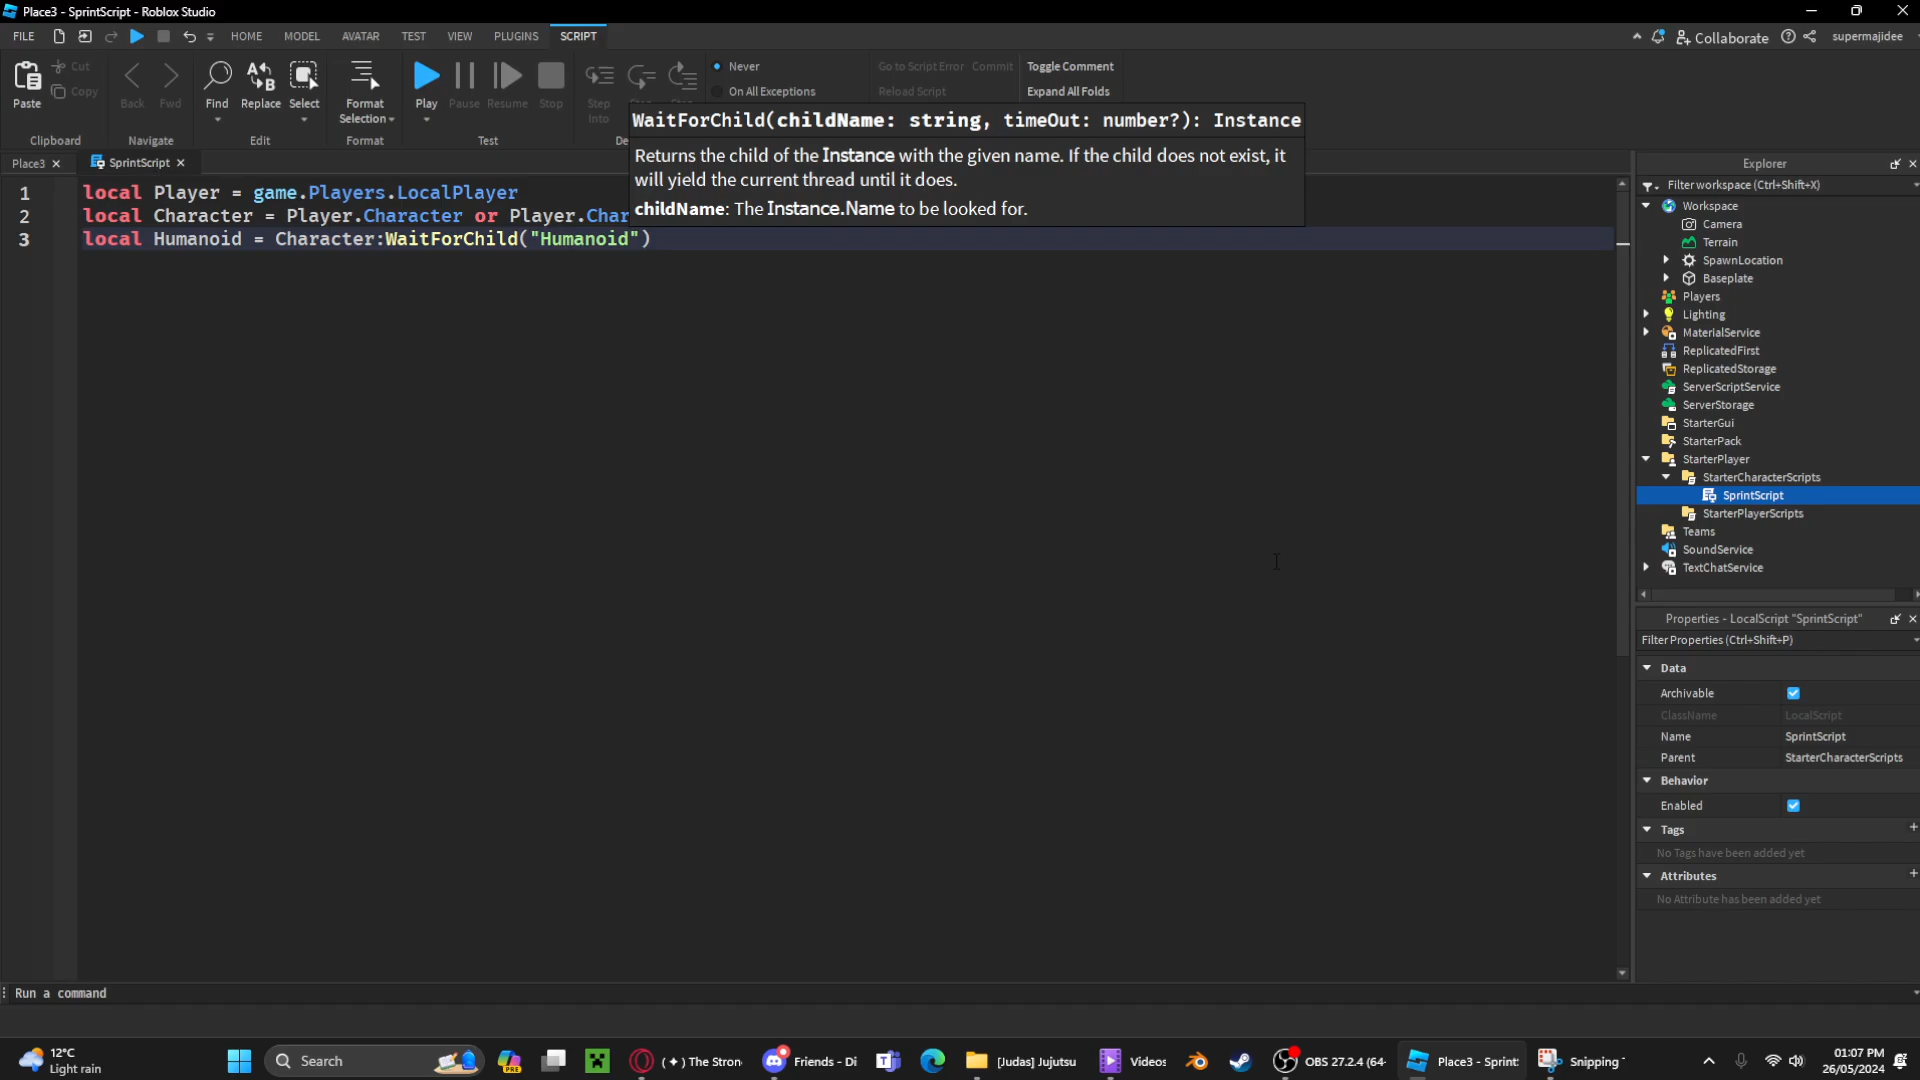 Place3 - SprintScript - Roblox Studio
FILE HOME MODEL AVATAR TEST VIEW PLUGINS SCRIPT Collaborate supermajidee
Paste Cut Copy Back Fwd Find Replace Select Format Selection Play Pause Resume Stop Step Into
Never
On All Exceptions
Go to Script Error Commit
Reload Script
Toggle Comment
Expand All Folds
Clipboard Navigate Edit Format Test De
Place3 SprintScript
WaitForChild(childName: string, timeOut: number?): Instance
Returns the child of the Instance with the given name. If the child does not exist, it
will yield the current thread until it does.
childName: The Instance.Name to be looked for.
1 local Player = game.Players.LocalPlayer
2 local Character = Player.Character or Player.Char
3 local Humanoid = Character:WaitForChild("Humanoid")
Explorer
Filter workspace (Ctrl+Shift+X)
Workspace
Camera
Terrain
SpawnLocation
Baseplate
Players
Lighting
MaterialService
ReplicatedFirst
ReplicatedStorage
ServerScriptService
ServerStorage
StarterGui
StarterPack
StarterPlayer
StarterCharacterScripts
SprintScript
StarterPlayerScripts
Teams
SoundService
TextChatService
Properties - LocalScript "SprintScript"
Filter Properties (Ctrl+Shift+P)
Data
Archivable
ClassName LocalScript
Name SprintScript
Parent StarterCharacterScripts
Behavior
Enabled
Tags
No Tags have been added yet
Attributes
No Attribute has been added yet
Run a command
12°C
Light rain
Search
PRE
( ✦ ) The Stron
Friends - Di
[Judas] Jujutsu
Videos
OBS 27.2.4 (64-
Place3 - Sprint
Snipping
01:07 PM
26/05/2024